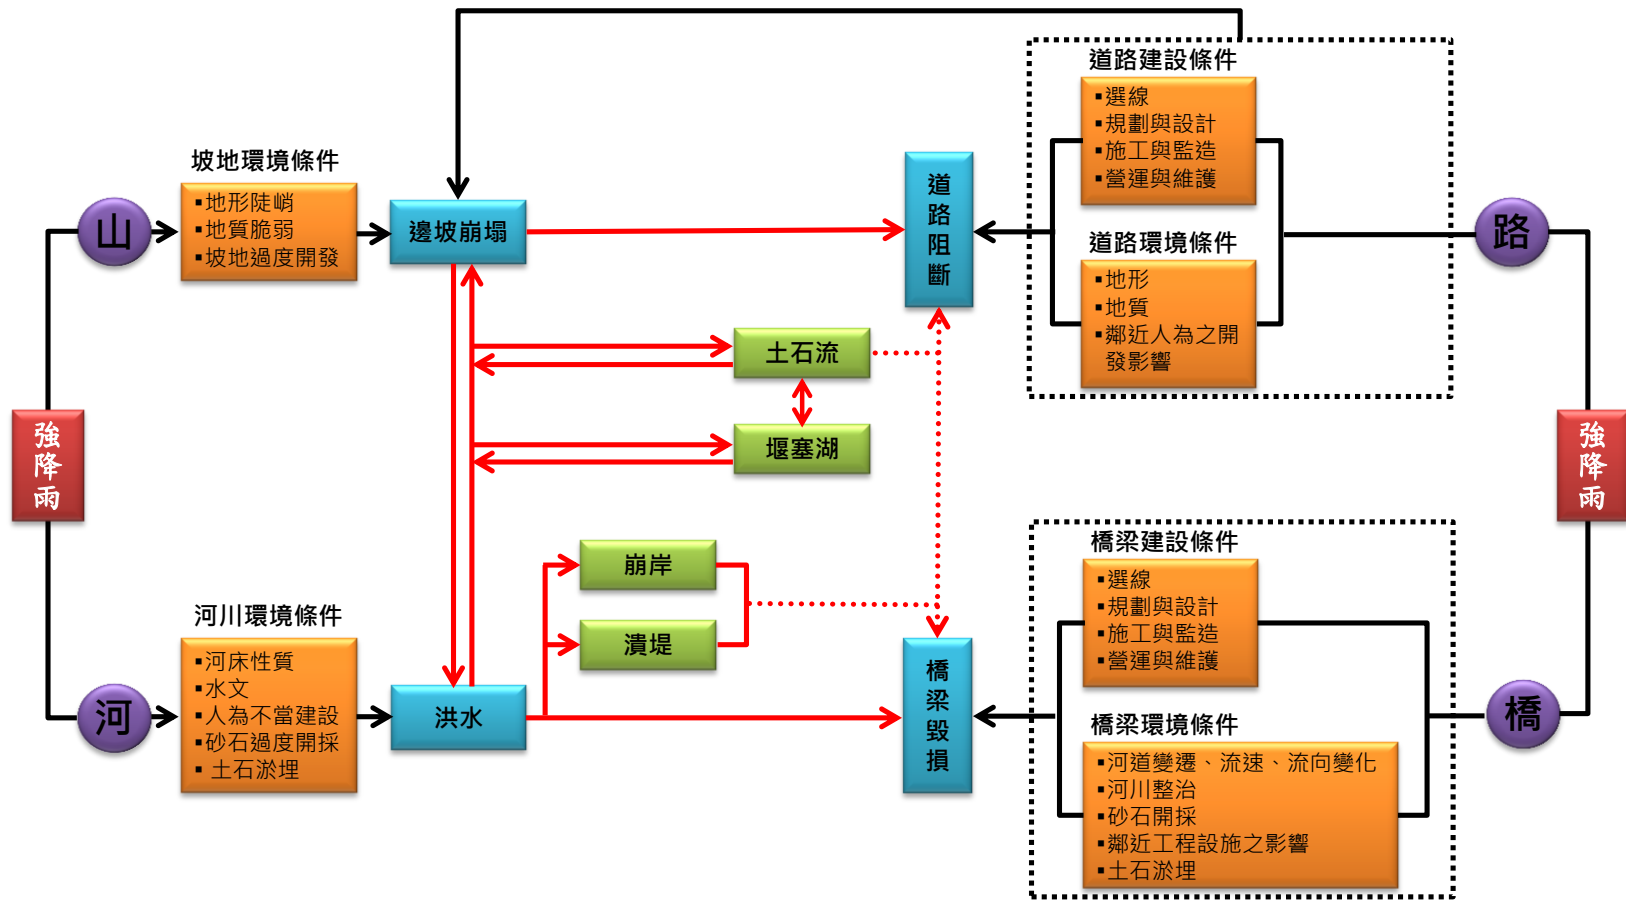 強降雨
山
坡地環境條件
▪地形陡峭
▪地質脆弱
▪坡地過度開發
邊坡崩塌
河
河川環境條件
▪河床性質
▪水文
▪人為不當建設
▪砂石過度開採
▪ 土石淤埋
洪水
土石流
堰塞湖
崩岸
潰堤
道路阻斷
橋梁毀損
道路建設條件
▪選線
▪規劃與設計
▪施工與監造
▪營運與維護
道路環境條件
▪地形
▪地質
▪鄰近人為之開
發影響
路
橋梁建設條件
▪選線
▪規劃與設計
▪施工與監造
▪營運與維護
橋梁環境條件
▪河道變遷、流速、流向變化
▪河川整治
▪砂石開採
▪鄰近工程設施之影響
▪土石淤埋
橋
強降雨